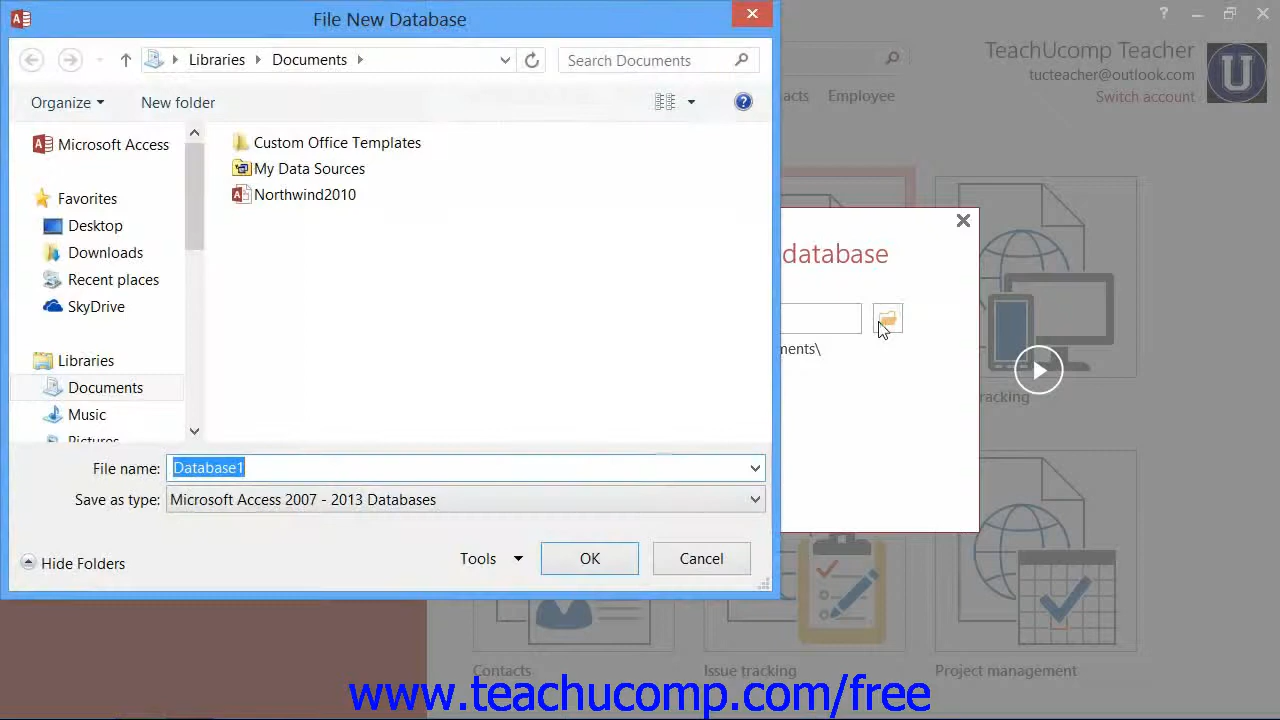 File New Database
Libraries Documents
Search Documents
Organize
New folder
Microsoft Access
Favorites
Desktop
Downloads
Recent places
SkyDrive
Libraries
Documents
Music
Pictures
Custom Office Templates
My Data Sources
Northwind2010
File name: Database1
Save as type: Microsoft Access 2007 - 2013 Databases
Hide Folders
Tools
OK
Cancel
?
TeachUcomp Teacher
tucteacher@outlook.com
Switch account
U
Employee
database
Contacts
Issue tracking
Project management
www.teachucomp.com/free